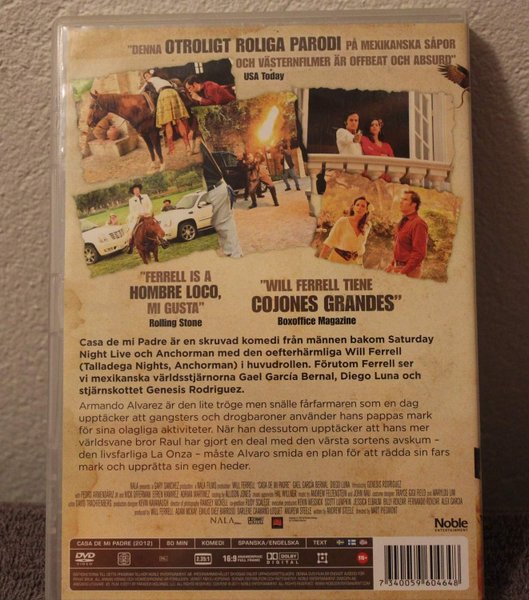 "DENNA OTROLIGT ROLIGA PARODI PÅ MEXIKANSKA SÅPOR
OCH VÄSTERNFILMER ÄR OFFBEAT OCH ABSURD"
USA Today
"FERRELL IS A
HOMBRE LOCO,
MI GUSTA"
Rolling Stone
"WILL FERRELL TIENE
COJONES GRANDES"
Boxoffice Magazine
Casa de mi Padre är en skruvad komedi från männen bakom Saturday
Night Live och Anchorman med den oefterhärmliga Will Ferrell
(Talladega Nights, Anchorman) i huvudrollen. Förutom Ferrell ser
vi mexikanska världsstjärnorna Gael García Bernal, Diego Luna och
stjärnskottet Genesis Rodriguez.
Armando Alvarez är den lite tröge men snälle fårfarmaren som en dag
upptäcker att gangsters och drogbaroner använder hans pappas mark
för sina olagliga aktiviteter. När han dessutom upptäcker att hans mer
världsvane bror Raul har gjort en deal med den värsta sortens avskum –
den livsfarliga La Onza – måste Alvaro smida en plan för att rädda sin fars
mark och upprätta sin egen heder.
NALA
Noble
ENTERTAINMENT
CASA DE MI PADRE (2012) 80 MIN KOMEDI SPANSKA/ENGELSKA TEXT
DVD
VIDEO
2.35:1
16:9
DOLBY
DIGITAL
7 340059 604648